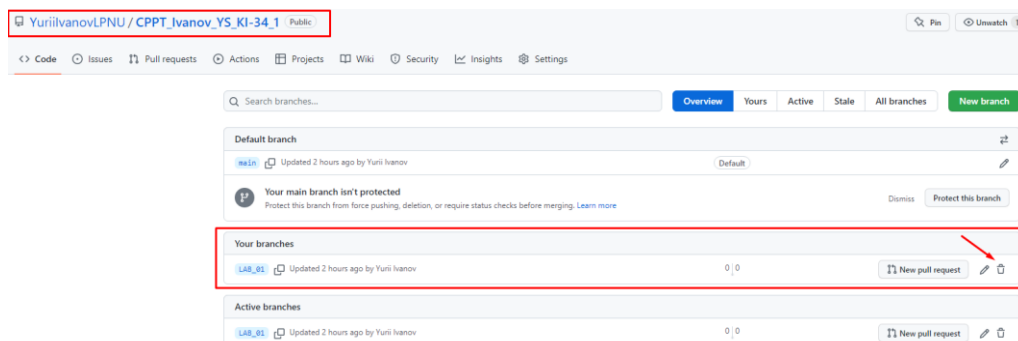 YuriiIvanovLPNU / CPPT_Ivanov_YS_KI-34_1 Public Pin Unwatch 1
<> Code Issues Pull requests Actions Projects Wiki Security Insights Settings
Search branches... Overview Yours Active Stale All branches New branch
Default branch
main Updated 2 hours ago by Yurii Ivanov Default
Your main branch isn't protected
Protect this branch from force pushing, deletion, or require status checks before merging. Learn more Dismiss Protect this branch
Your branches
LAB_01 Updated 2 hours ago by Yurii Ivanov 0 0 New pull request
Active branches
LAB_01 Updated 2 hours ago by Yurii Ivanov 0 0 New pull request